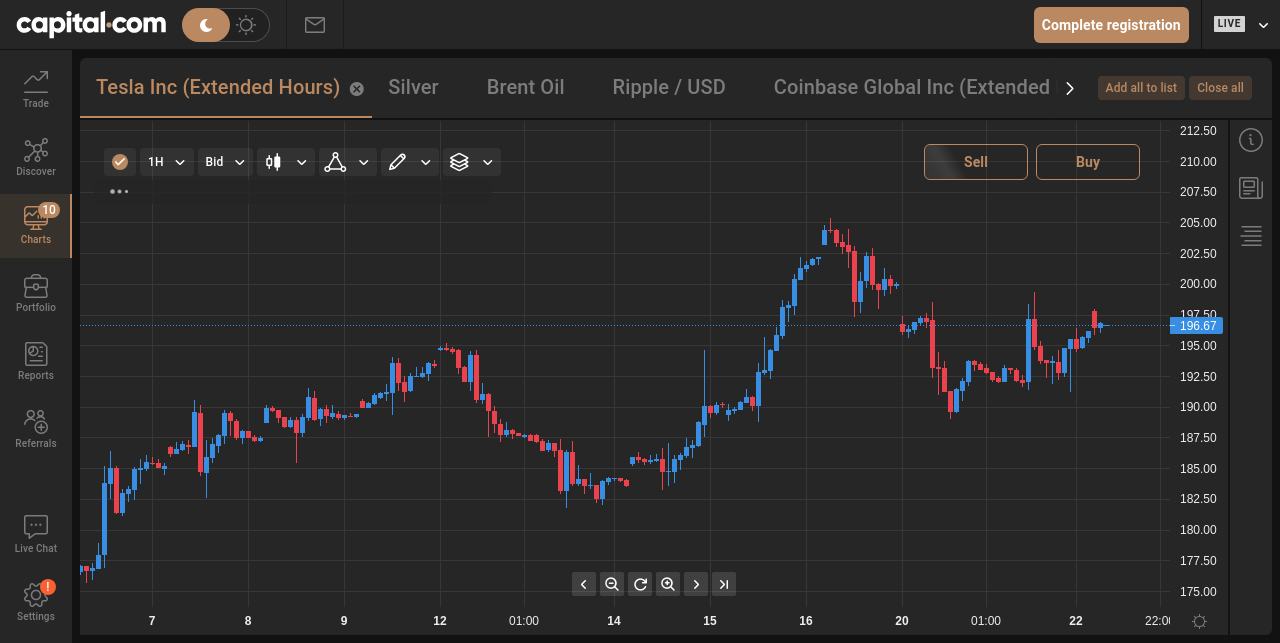 capital.com
Complete registration
LIVE
Trade
Discover
10
Charts
Portfolio
Reports
Referrals
Live Chat
!
Settings
Tesla Inc (Extended Hours)
Silver
Brent Oil
Ripple / USD
Coinbase Global Inc (Extended
Add all to list
Close all
1H
Bid
Sell
Buy
212.50
210.00
207.50
205.00
202.50
200.00
197.50
196.67
195.00
192.50
190.00
187.50
185.00
182.50
180.00
177.50
175.00
7
8
9
12
01:00
14
15
16
20
01:00
22
22:00